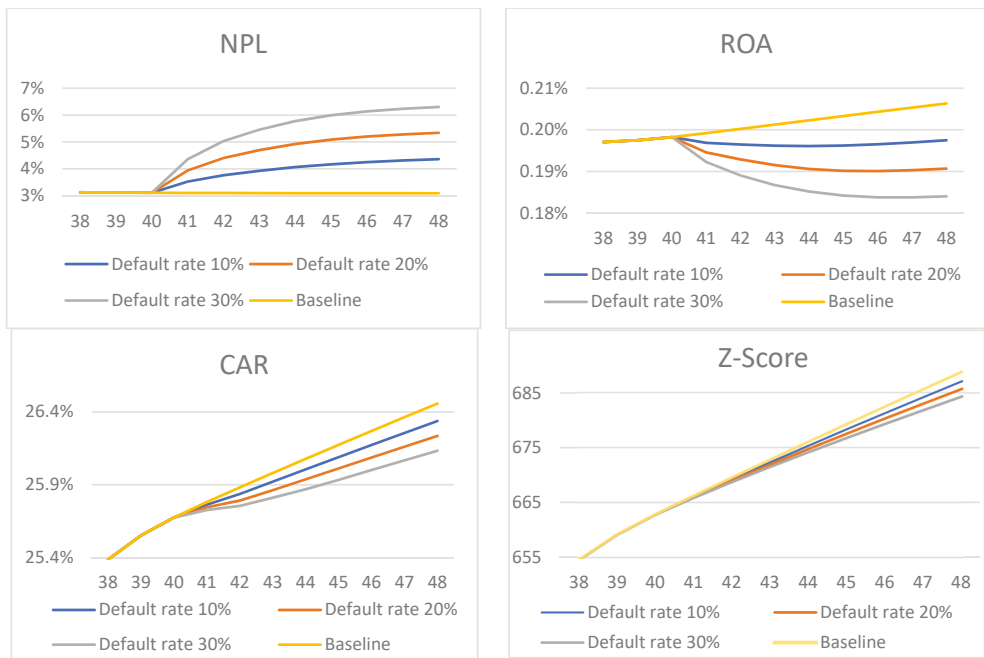 NPL
7%
6%
5%
4%
3%
38 39 40 41 42 43 44 45 46 47 48
Default rate 10% Default rate 20%
Default rate 30% Baseline
ROA
0.21%
0.20%
0.19%
0.18%
38 39 40 41 42 43 44 45 46 47 48
Default rate 10% Default rate 20%
Default rate 30% Baseline
CAR
26.4%
25.9%
25.4%
38 39 40 41 42 43 44 45 46 47 48
Default rate 10% Default rate 20%
Default rate 30% Baseline
Z-Score
685
675
665
655
38 39 40 41 42 43 44 45 46 47 48
Default rate 10% Default rate 20%
Default rate 30% Baseline